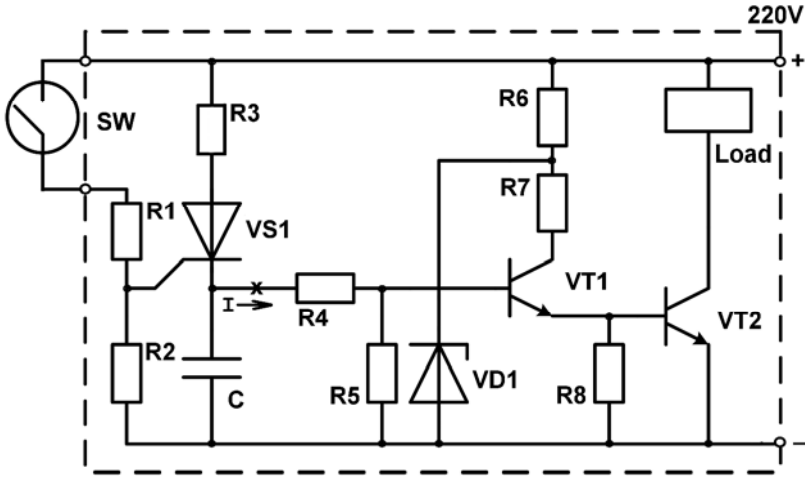 220V
+
SW
R3
R6
Load
R1
VS1
R7
VT1
I
x
R4
VT2
R2
C
R5
VD1
R8
−